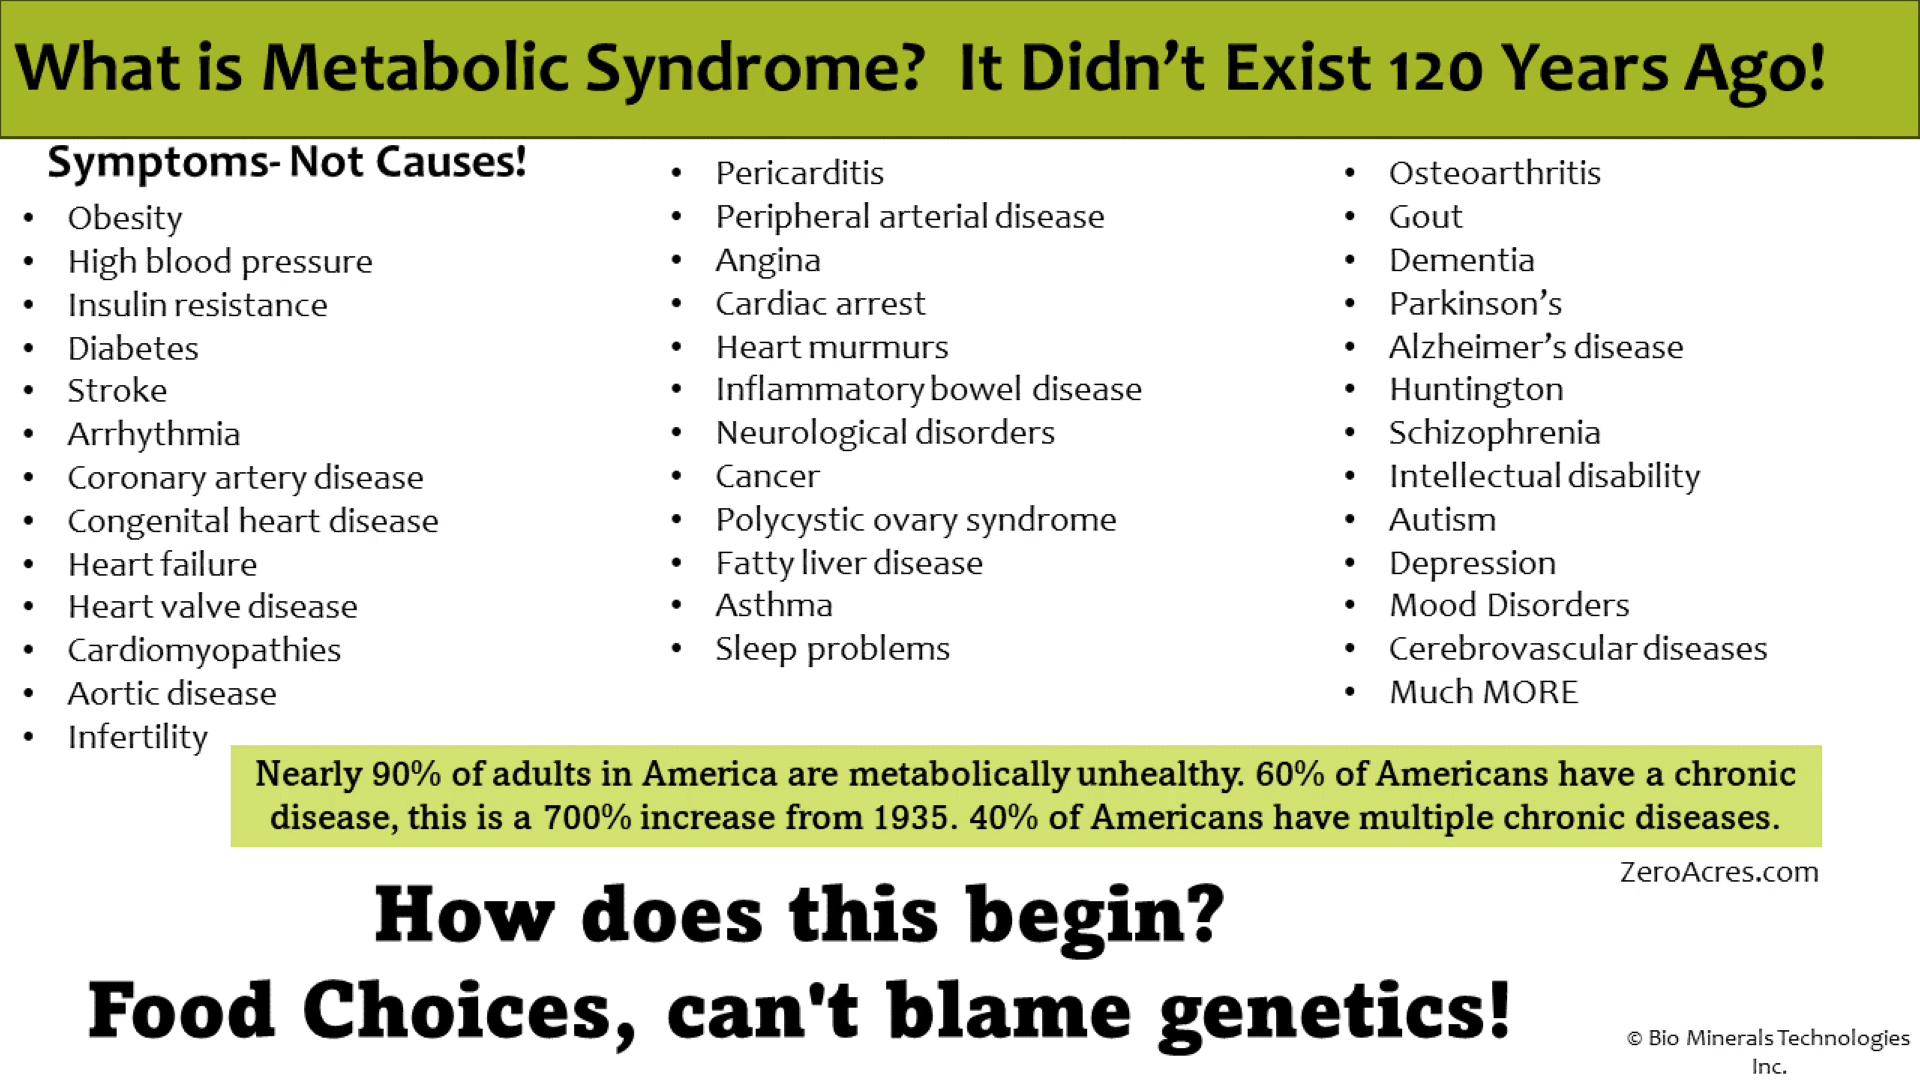 What is Metabolic Syndrome? It Didn't Exist 120 Years Ago!
Symptoms- Not Causes!
• Obesity
• High blood pressure
• Insulin resistance
• Diabetes
• Stroke
• Arrhythmia
• Coronary artery disease
• Congenital heart disease
• Heart failure
• Heart valve disease
• Cardiomyopathies
• Aortic disease
• Infertility
• Pericarditis
• Peripheral arterial disease
• Angina
• Cardiac arrest
• Heart murmurs
• Inflammatory bowel disease
• Neurological disorders
• Cancer
• Polycystic ovary syndrome
• Fatty liver disease
• Asthma
• Sleep problems
• Osteoarthritis
• Gout
• Dementia
• Parkinson's
• Alzheimer's disease
• Huntington
• Schizophrenia
• Intellectual disability
• Autism
• Depression
• Mood Disorders
• Cerebrovascular diseases
• Much MORE
Nearly 90% of adults in America are metabolically unhealthy. 60% of Americans have a chronic
disease, this is a 700% increase from 1935. 40% of Americans have multiple chronic diseases.
ZeroAcres.com
How does this begin?
Food Choices, can't blame genetics!
© Bio Minerals Technologies
Inc.